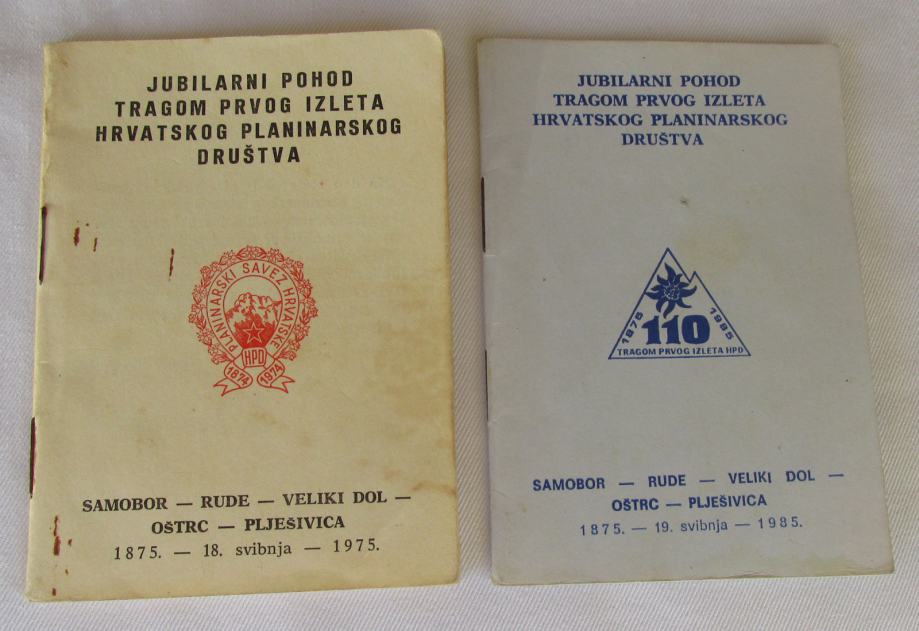 JUBILARNI POHOD
TRAGOM PRVOG IZLETA
HRVATSKOG PLANINARSKOG
DRUŠTVA
PLANINARSKI SAVEZ HRVATSKE
HPD
1874 1974
SAMOBOR — RUDE — VELIKI DOL —
OŠTRC — PLJEŠIVICA
1875. — 18. svibnja — 1975.
JUBILARNI POHOD
TRAGOM PRVOG IZLETA
HRVATSKOG PLANINARSKOG
DRUŠTVA
1875 1985
110
TRAGOM PRVOG IZLETA HPD
SAMOBOR — RUDE — VELIKI DOL —
OŠTRC — PLJEŠIVICA
1875. — 19. svibnja — 1985.